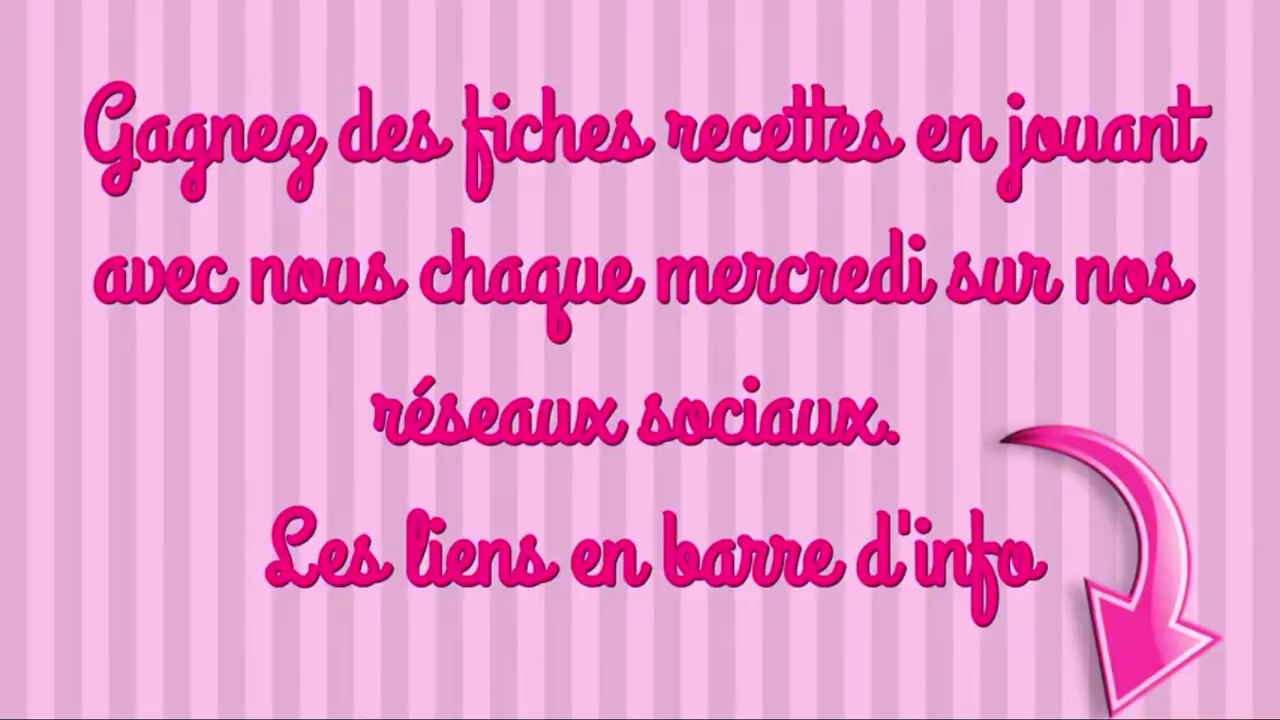 Gagnez des fiches recettes en jouant
avec nous chaque mercredi sur nos
réseaux sociaux.
Les liens en barre d'info